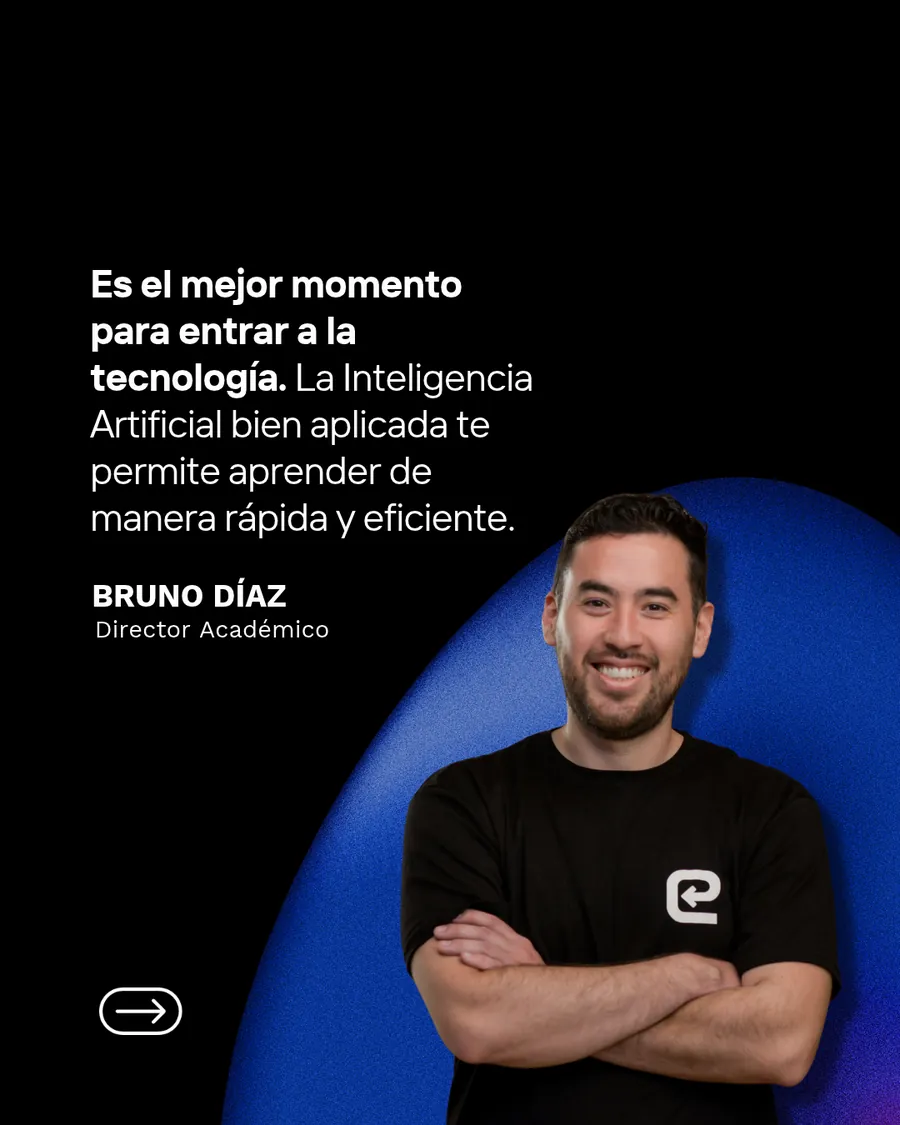 Es el mejor momento
para entrar a la
tecnología. La Inteligencia
Artificial bien aplicada te
permite aprender de
manera rápida y eficiente.
BRUNO DÍAZ
Director Académico